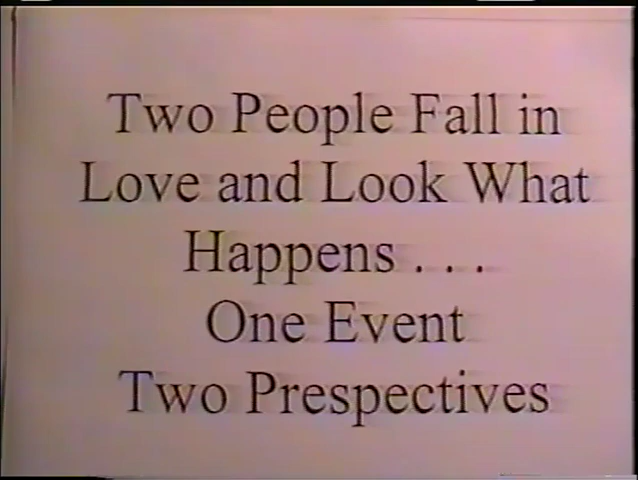 Two People Fall in
Love and Look What
Happens . . .
One Event
Two Prespectives